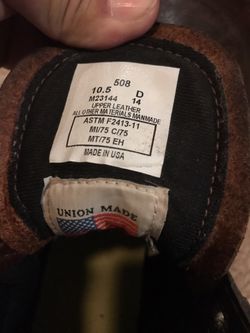 508
10.5 D
M23144 14
UPPER LEATHER
ALL OTHER MATERIALS MANMADE
ASTM F2413-11
MI/75 C/75
MT/75 EH
MADE IN USA
UNION MADE